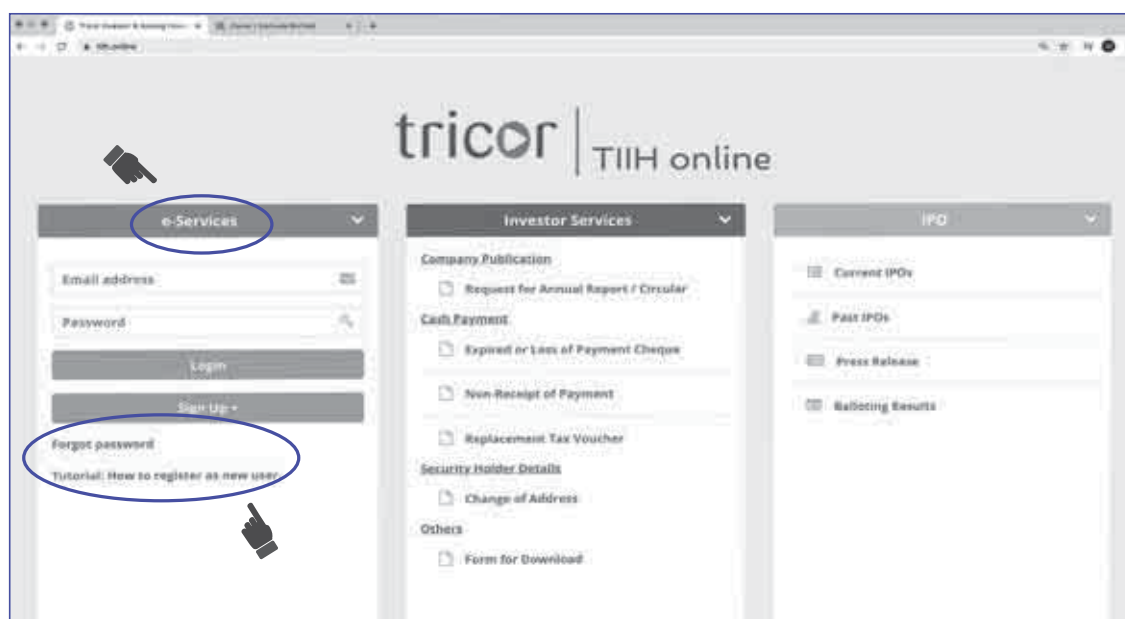 tiih.online
tricor
TIIH online
e-Services
Email address
Password
Login
Sign Up +
Forgot password
Tutorial: How to register as new user
Investor Services
Company Publication
Request for Annual Report / Circular
Cash Payment
Expired or Loss of Payment Cheque
Non-Receipt of Payment
Replacement Tax Voucher
Security Holder Details
Change of Address
Others
Form for Download
IPO
Current IPOs
Past IPOs
Press Release
Balloting Results